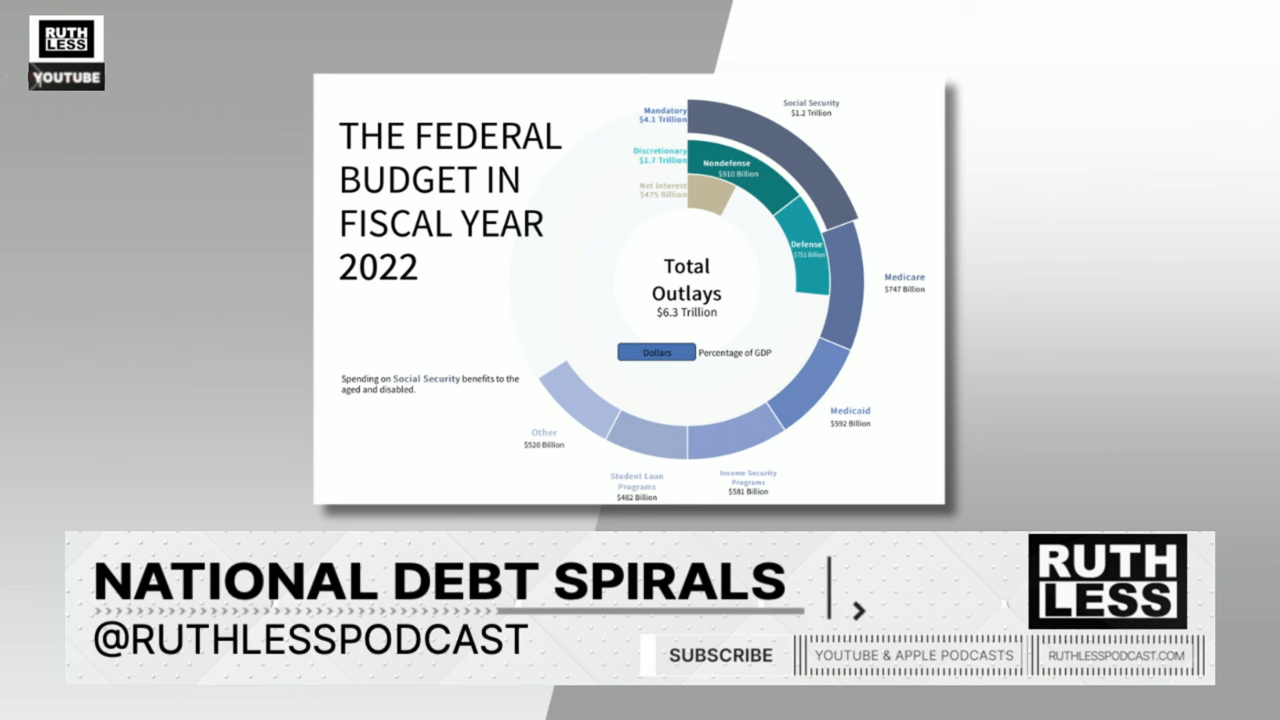 RUTH
LESS
YOUTUBE
THE FEDERAL
BUDGET IN
FISCAL YEAR
2022
Mandatory
$4.1 Trillion
Discretionary
$1.7 Trillion
Net Interest
$475 Billion
Social Security
$1.2 Trillion
Nondefense
$910 Billion
Defense
$751 Billion
Total
Outlays
$6.3 Trillion
Medicare
$747 Billion
Dollars
Percentage of GDP
Spending on Social Security benefits to the
aged and disabled.
Medicaid
$592 Billion
Other
$520 Billion
Student Loan
Programs
$482 Billion
Income Security
Programs
$581 Billion
NATIONAL DEBT SPIRALS
@RUTHLESSPODCAST
RUTH
LESS
SUBSCRIBE
YOUTUBE & APPLE PODCASTS
RUTHLESSPODCAST.COM